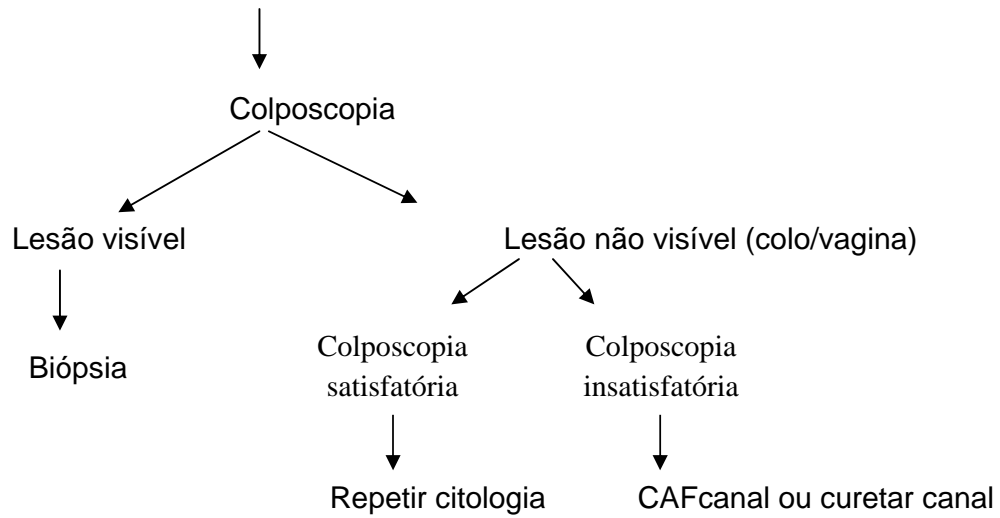 Colposcopia
Lesão visível
Lesão não visível (colo/vagina)
Biópsia
Colposcopia
satisfatória
Colposcopia
insatisfatória
Repetir citologia
CAFcanal ou curetar canal